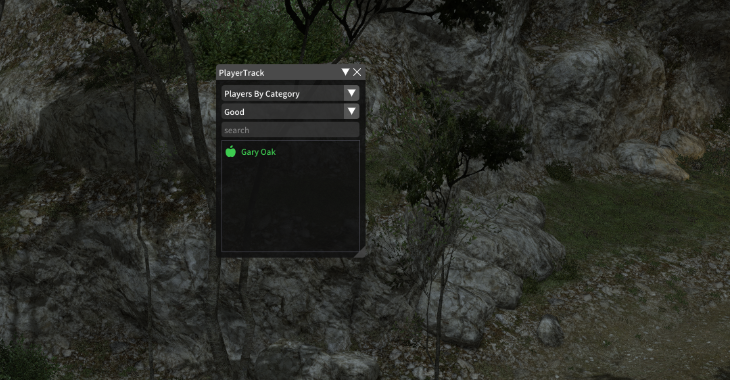 PlayerTrack
Players By Category
Good
search
Gary Oak